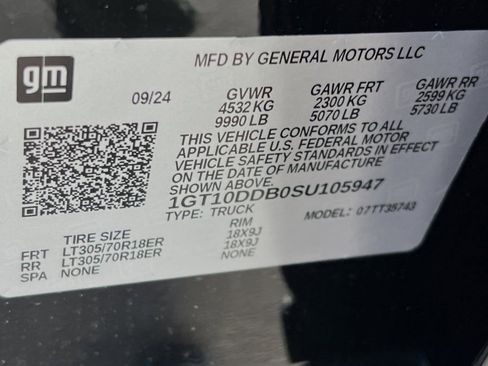 gm
MFD BY GENERAL MOTORS LLC
09/24 GVWR GAWR FRT GAWR RR
4532 KG 2300 KG 2599 KG
9990 LB 5070 LB 5730 LB
THIS VEHICLE CONFORMS TO ALL
APPLICABLE U.S. FEDERAL MOTOR
VEHICLE SAFETY STANDARDS IN EFFECT
ON THE DATE OF MANUFACTURE
SHOWN ABOVE.
1GT10DDB0SU105947
TYPE: TRUCK MODEL: 07TT35743
TIRE SIZE RIM
FRT LT305/70R18ER 18X9J
RR LT305/70R18ER 18X9J
SPA NONE NONE